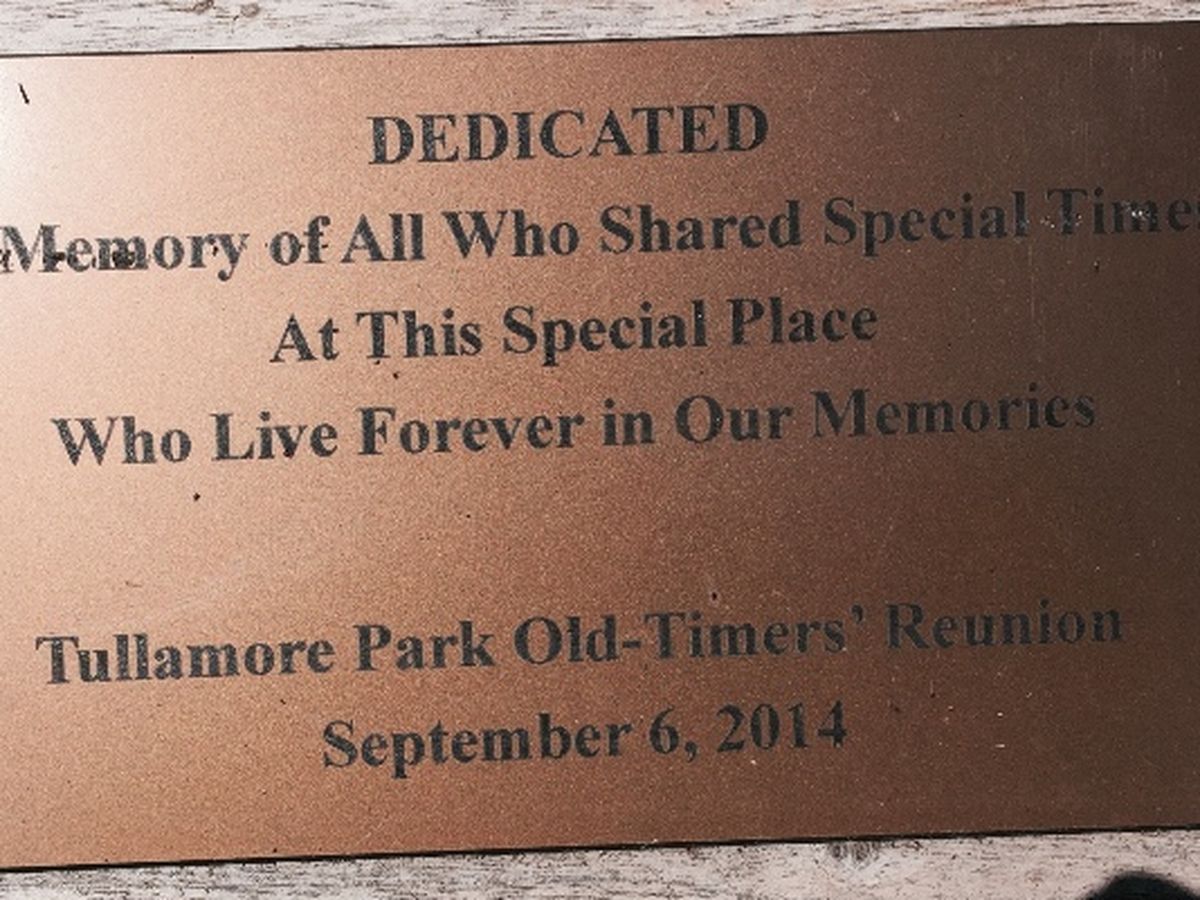 DEDICATED
Memory of All Who Shared Special Time
At This Special Place
Who Live Forever in Our Memories
Tullamore Park Old-Timers' Reunion
September 6, 2014